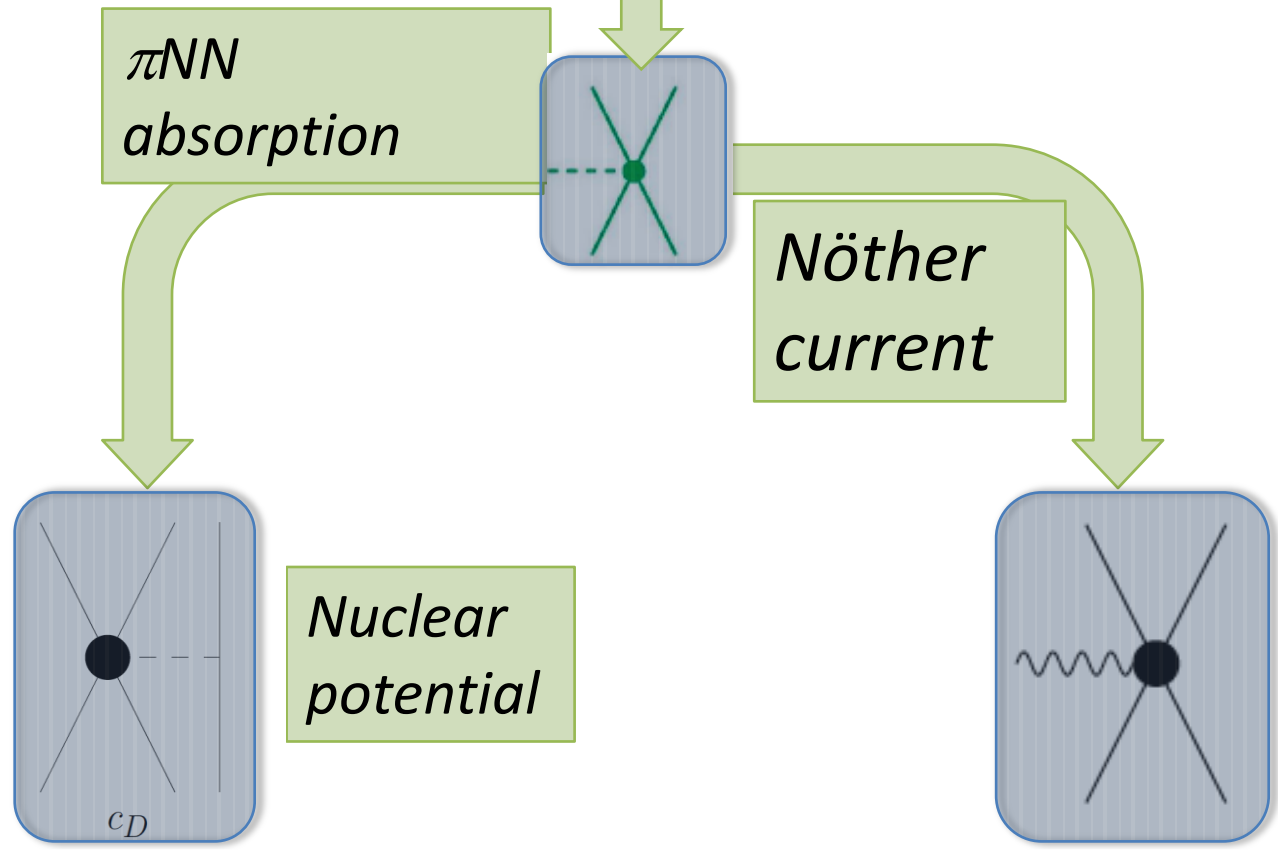 πNN
absorption
Nöther
current
Nuclear
potential
c_D